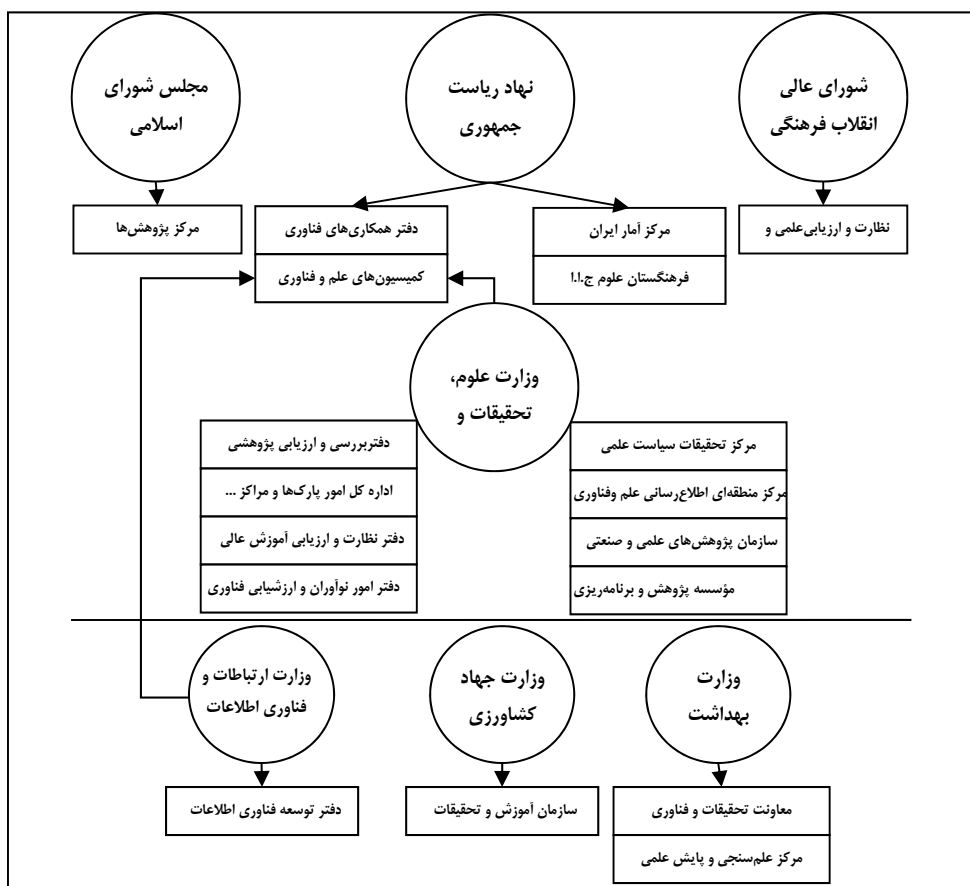 شورای عالی
انقلاب فرهنگی
نهاد ریاست
جمهوری
مجلس شورای
اسلامی
نظارت و ارزیابی‌علمی و
مرکز آمار ایران
فرهنگستان علوم ج.ا.ا
دفتر همکاری‌های فناوری
کمیسیون‌های علم و فناوری
مرکز پژوهش‌ها
وزارت علوم،
تحقیقات و
مرکز تحقیقات سیاست علمی
مرکز منطقه‌ای اطلاع‌رسانی علم وفناوری
سازمان پژوهش‌های علمی و صنعتی
مؤسسه پژوهش و برنامه‌ریزی
دفتربررسی و ارزیابی پژوهشی
اداره کل امور پارک‌ها و مراکز ...
دفتر نظارت و ارزیابی آموزش عالی
دفتر امور نوآوران و ارزشیابی فناوری
وزارت
بهداشت
وزارت جهاد
کشاورزی
وزارت ارتباطات و
فناوری اطلاعات
معاونت تحقیقات و فناوری
مرکز علم‌سنجی و پایش علمی
سازمان آموزش و تحقیقات
دفتر توسعه فناوری اطلاعات